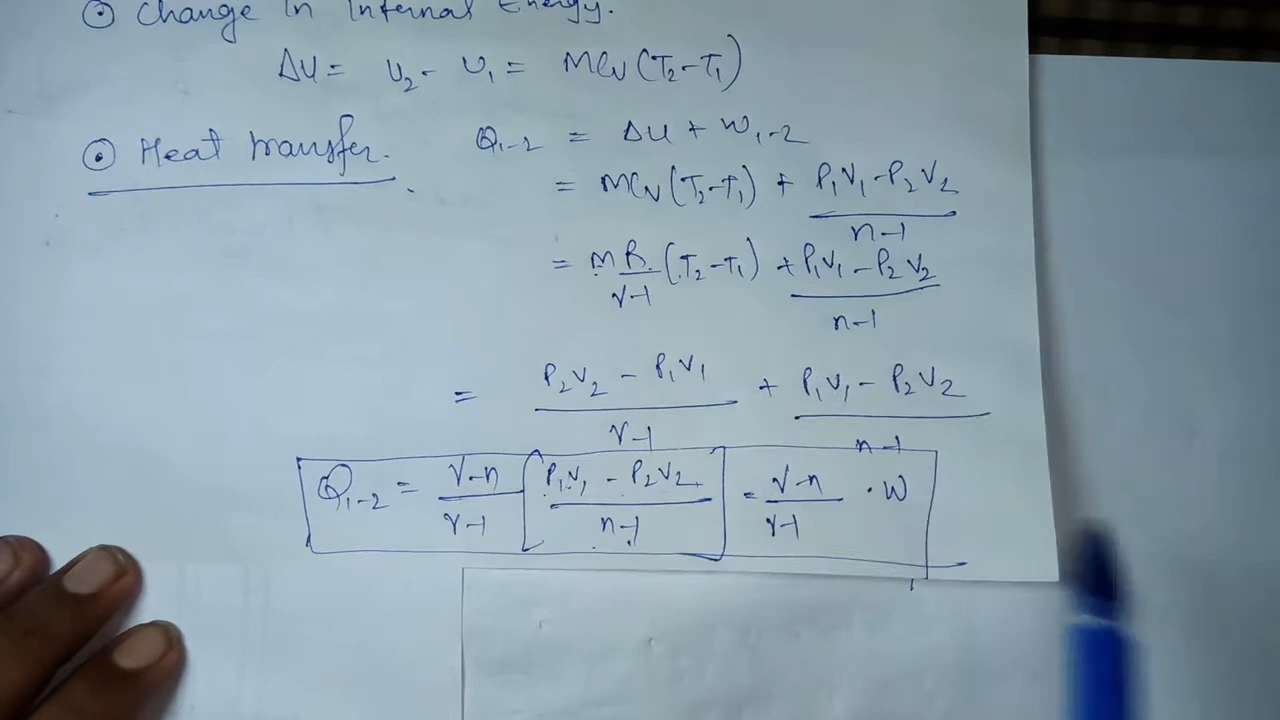 ⊙ Change In Internal Energy.
ΔU = U₂ - U₁ = MCv (T₂-T₁)
⊙ Heat transfer. Q₁₋₂ = ΔU + W₁₋₂
= MCv (T₂-T₁) + (P₁V₁ - P₂V₂)/(n-1)
= mR/(γ-1) (T₂-T₁) + (P₁V₁ - P₂V₂)/(n-1)
= (P₂V₂ - P₁V₁)/(γ-1) + (P₁V₁ - P₂V₂)/(n-1)
Q₁₋₂ = (γ-n)/(γ-1) [(P₁V₁ - P₂V₂)/(n-1)] = (γ-n)/(γ-1) · W